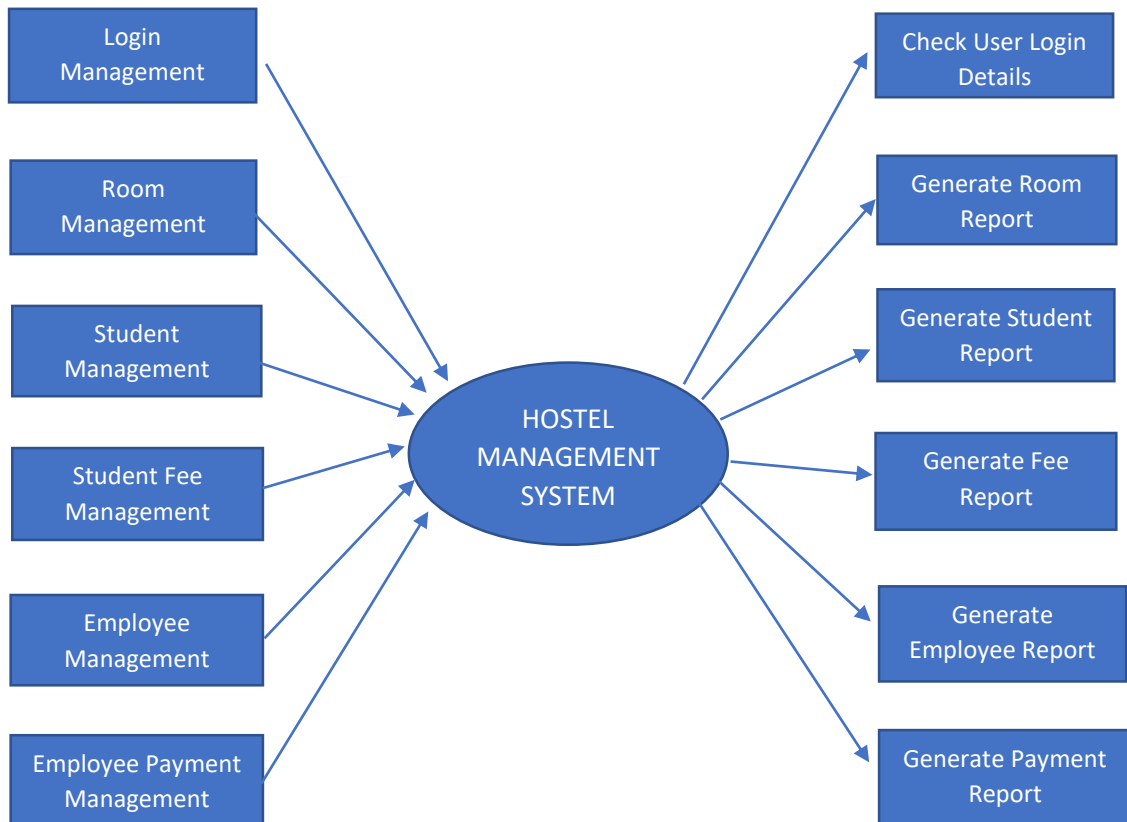 Login
Management
Room
Management
Student
Management
Student Fee
Management
Employee
Management
Employee Payment
Management
HOSTEL
MANAGEMENT
SYSTEM
Check User Login
Details
Generate Room
Report
Generate Student
Report
Generate Fee
Report
Generate
Employee Report
Generate Payment
Report